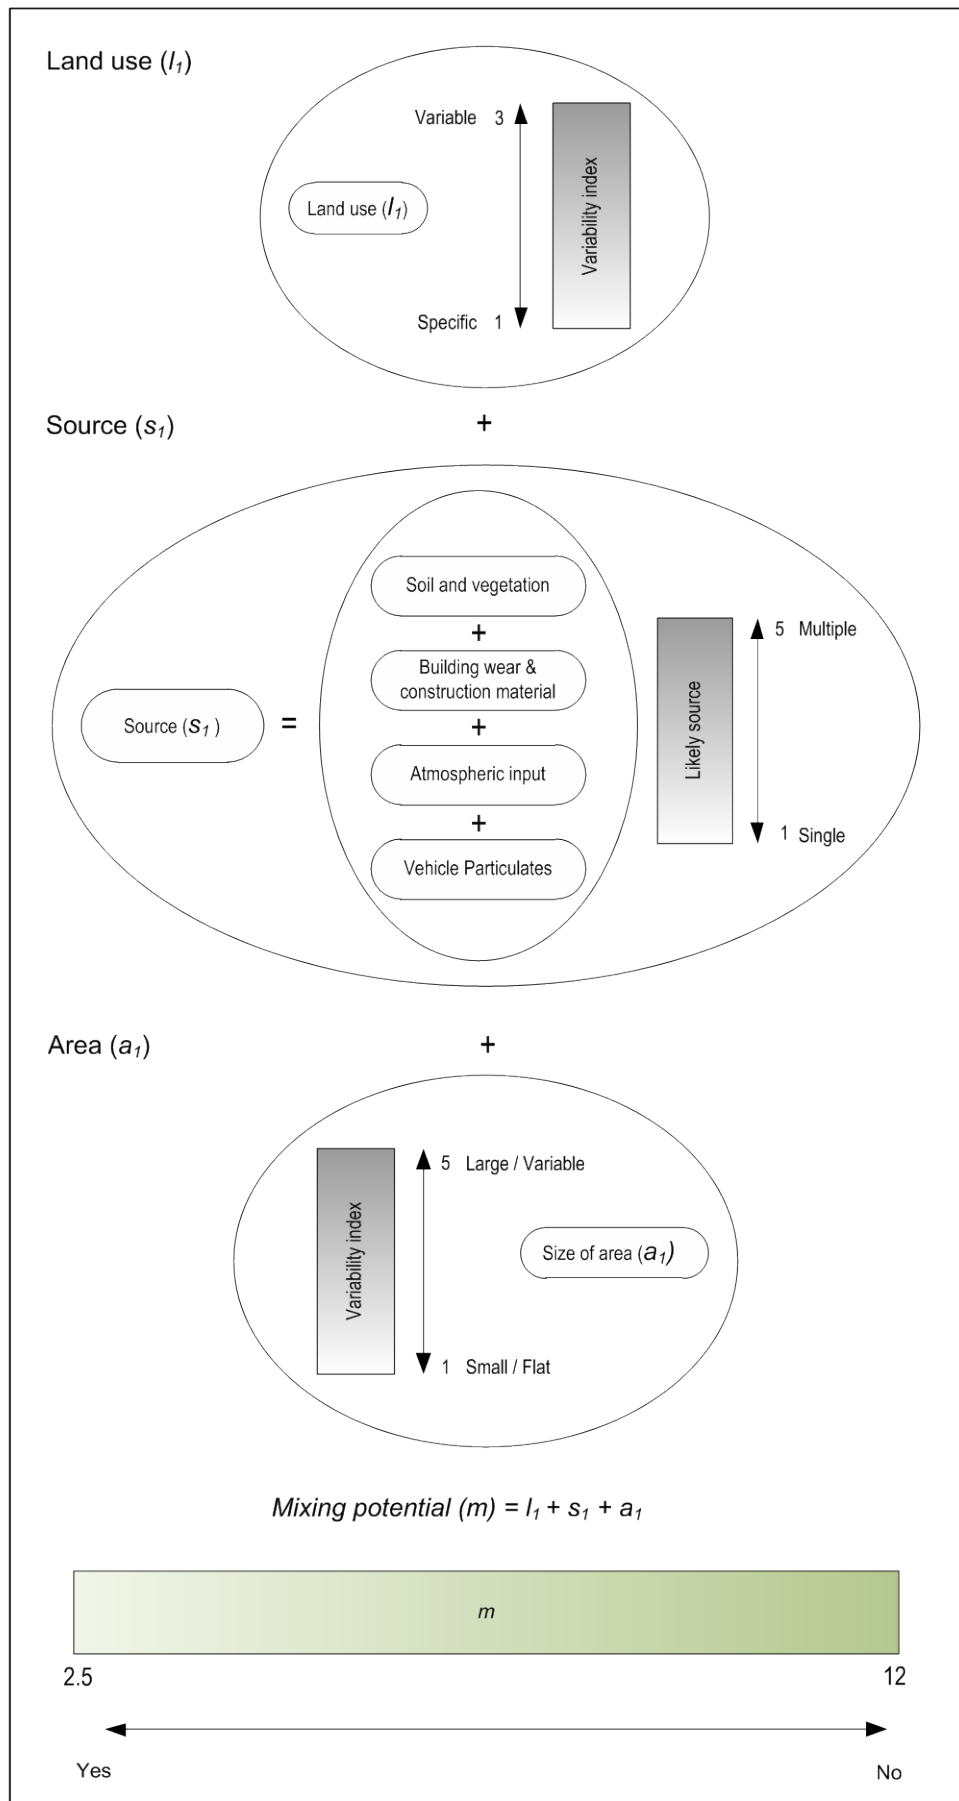 Land use (l₁)
Variable 3
Land use (l₁)
Variability index
Specific 1
Source (s₁)
+
Soil and vegetation
+
5 Multiple
Building wear &
construction material
Source (s₁ )
=
+
Likely source
Atmospheric input
+
1 Single
Vehicle Particulates
Area (a₁)
+
5 Large / Variable
Variability index
Size of area (a₁)
1 Small / Flat
Mixing potential (m) = l₁ + s₁ + a₁
m
2.5 12
Yes No